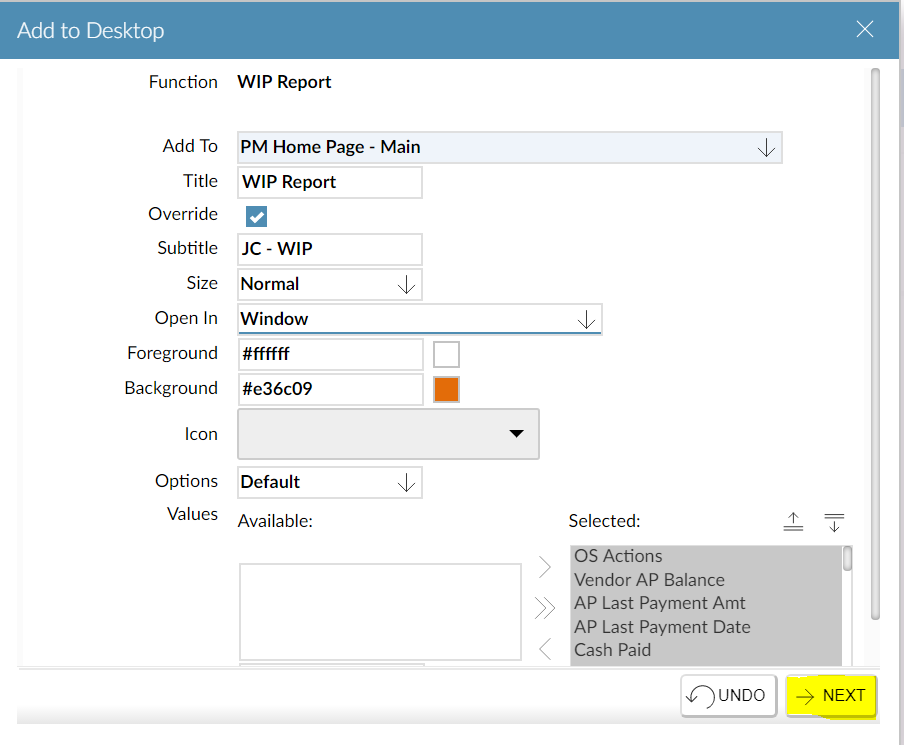 Add to Desktop
Function WIP Report
Add To PM Home Page - Main
Title WIP Report
Override
Subtitle JC - WIP
Size Normal
Open In Window
Foreground #ffffff
Background #e36c09
Icon
Options Default
Values Available: Selected:
OS Actions
Vendor AP Balance
AP Last Payment Amt
AP Last Payment Date
Cash Paid
UNDO NEXT